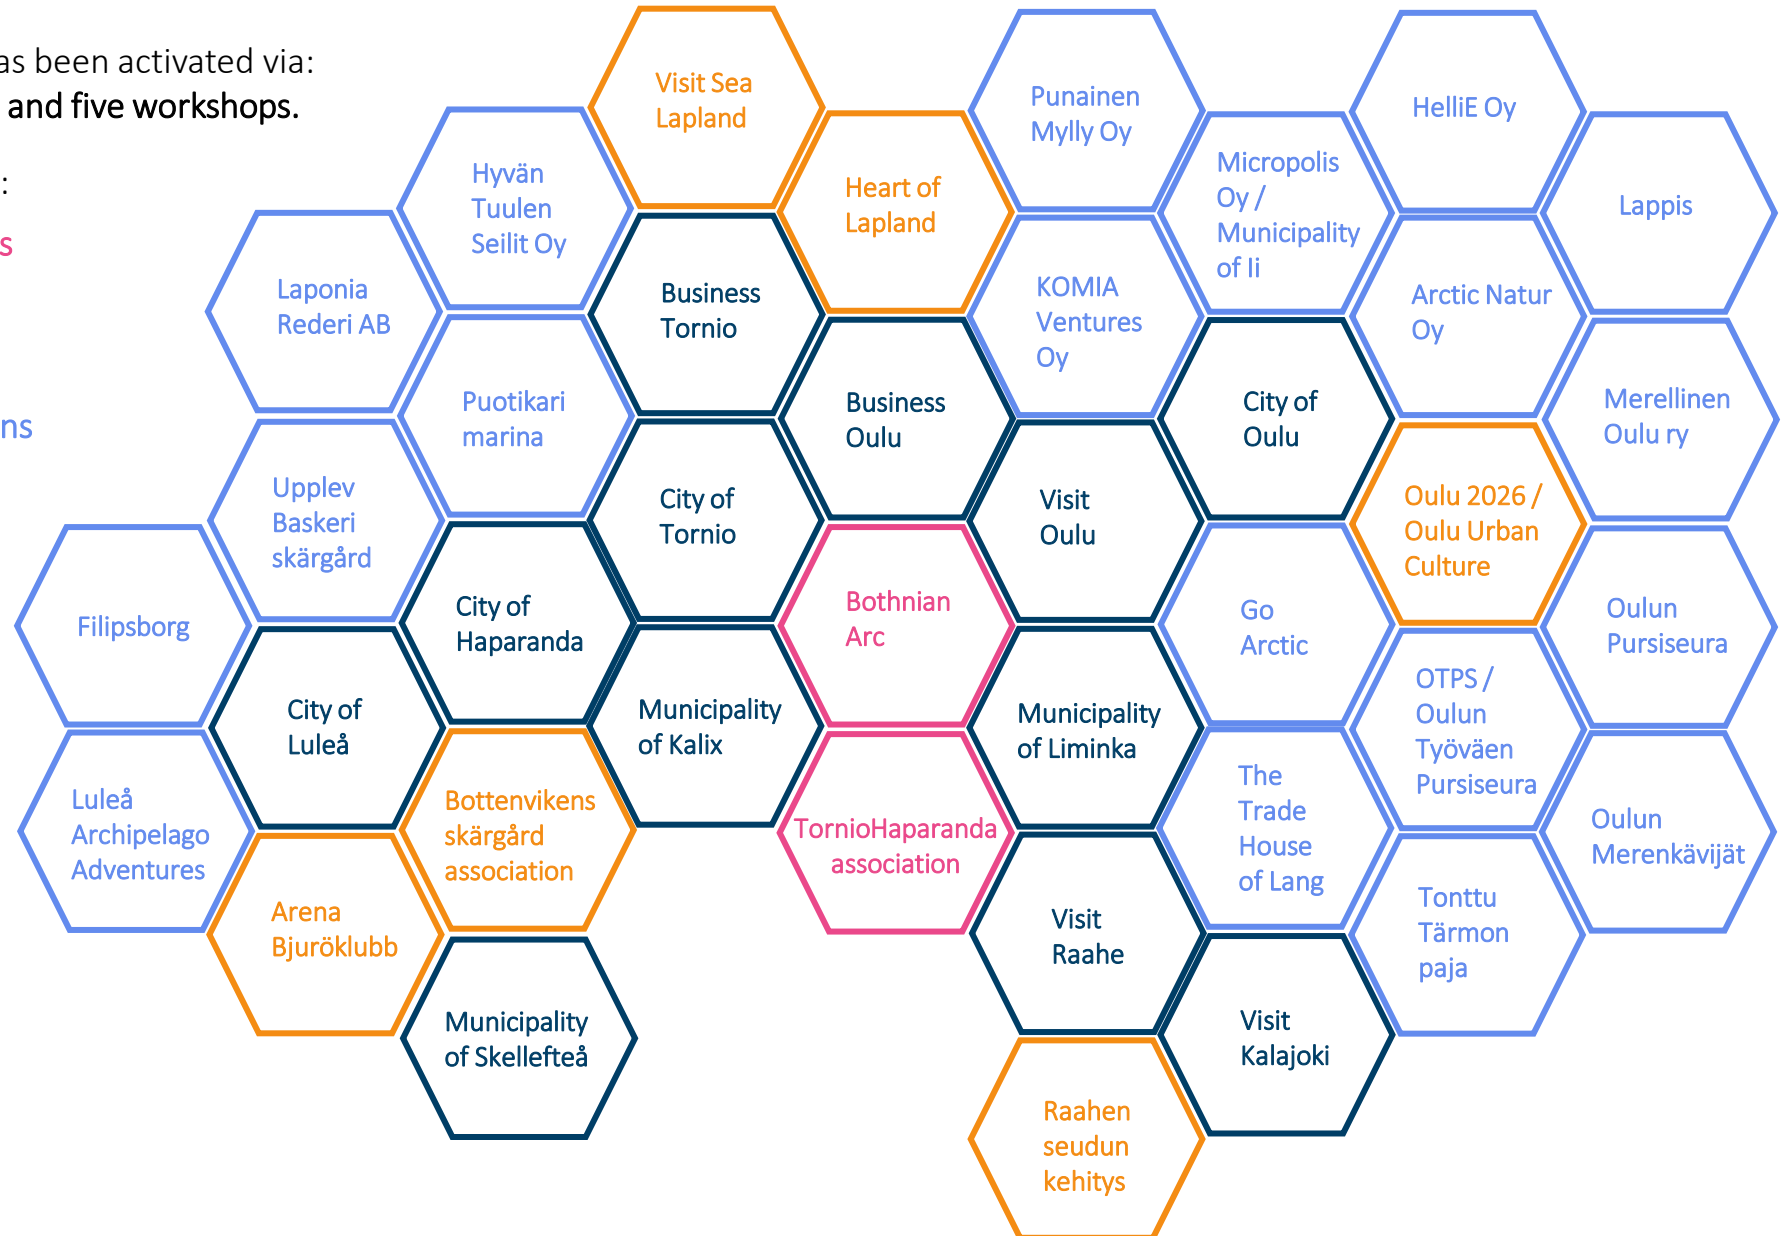 as been activated via:
and five workshops.
:
s
ns
Visit Sea
Lapland
Punainen
Mylly Oy
HelliE Oy
Hyvän
Tuulen
Seilit Oy
Heart of
Lapland
Micropolis
Oy /
Municipality
of Ii
Lappis
Laponia
Rederi AB
Business
Tornio
KOMIA
Ventures
Oy
Arctic Natur
Oy
Puotikari
marina
Business
Oulu
City of
Oulu
Merellinen
Oulu ry
Upplev
Baskeri
skärgård
City of
Tornio
Visit
Oulu
Oulu 2026 /
Oulu Urban
Culture
Filipsborg
City of
Haparanda
Bothnian
Arc
Go
Arctic
Oulun
Pursiseura
City of
Luleå
Municipality
of Kalix
Municipality
of Liminka
OTPS /
Oulun
Työväen
Pursiseura
Luleå
Archipelago
Adventures
Bottenvikens
skärgård
association
TornioHaparanda
association
The
Trade
House
of Lang
Oulun
Merenkävijät
Arena
Bjuröklubb
Visit
Raahe
Tonttu
Tärmon
paja
Municipality
of Skellefteå
Visit
Kalajoki
Raahen
seudun
kehitys